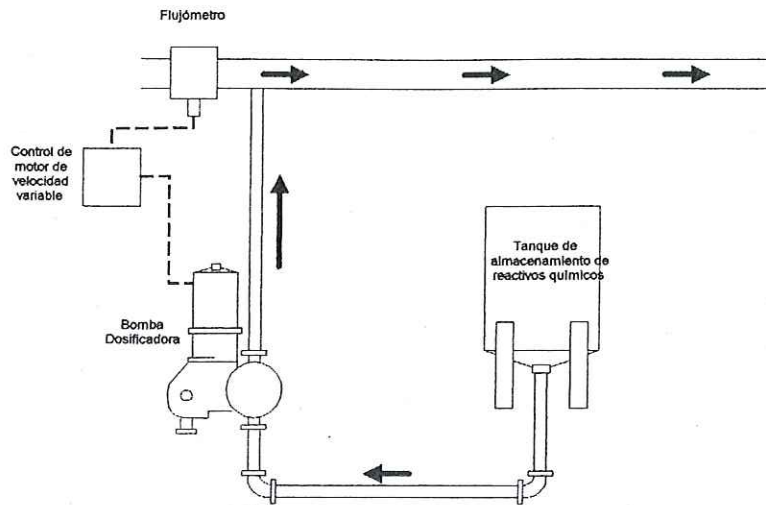 Flujómetro
Control de
motor de
velocidad
variable
Tanque de
almacenamiento de
reactivos químicos
Bomba
Dosificadora